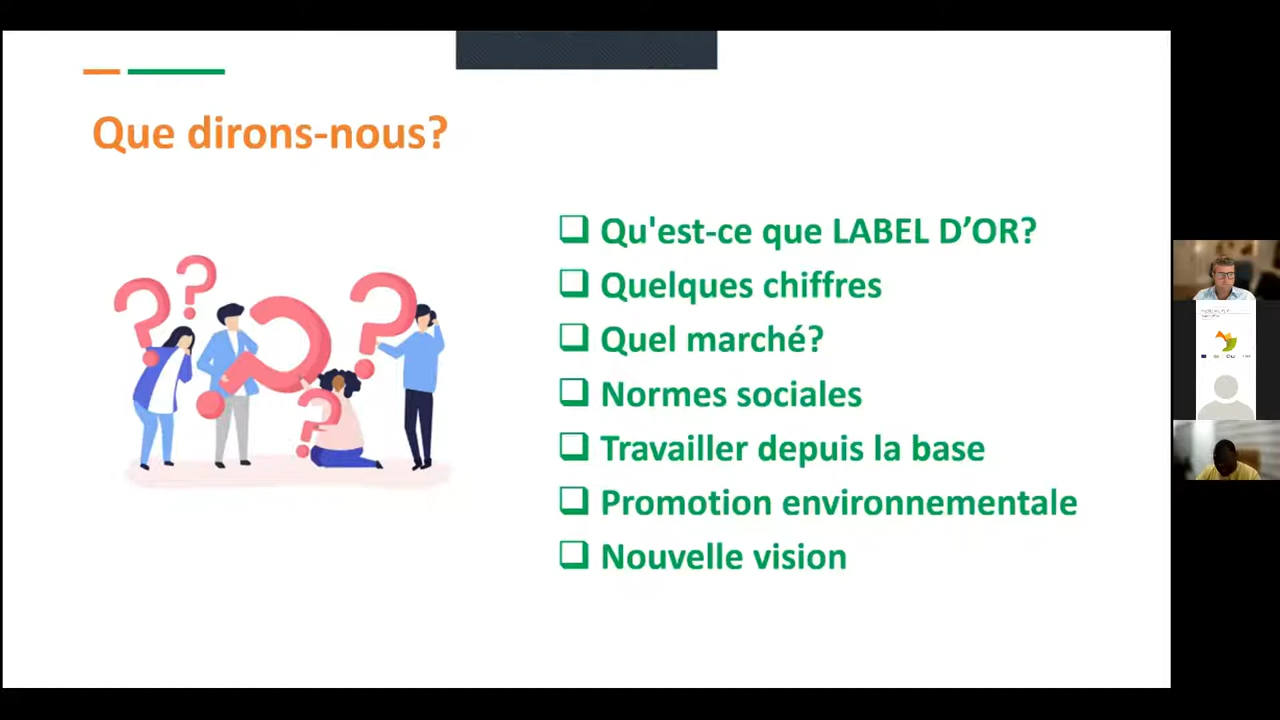 Que dirons-nous?
❑ Qu'est-ce que LABEL D’OR?
❑ Quelques chiffres
❑ Quel marché?
❑ Normes sociales
❑ Travailler depuis la base
❑ Promotion environnementale
❑ Nouvelle vision